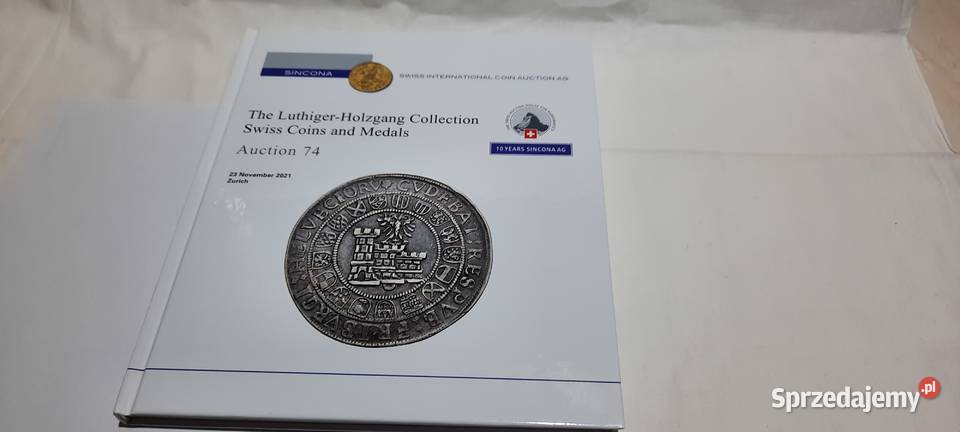 SINCONA
SWISS INTERNATIONAL COIN AUCTION AG
The Luthiger-Holzgang Collection
Swiss Coins and Medals
Auction 74
10 YEARS SINCONA AG
23 November 2021
Zurich
CVDEBAT
Sprzedajemy.pl